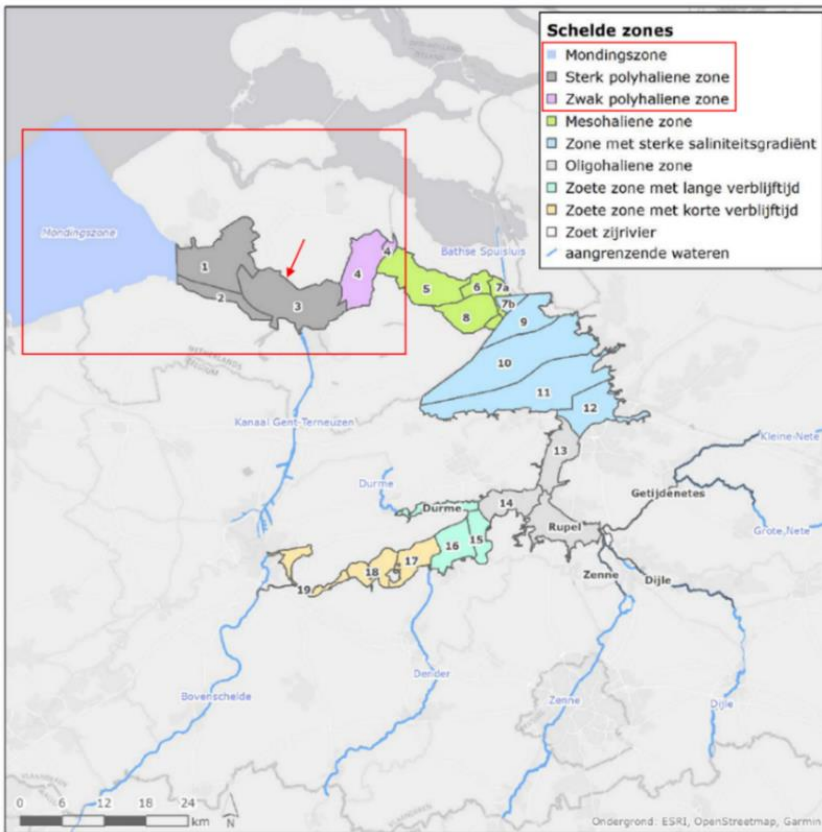 Schelde zones
Mondingszone
Sterk polyhaliene zone
Zwak polyhaliene zone
Mesohaliene zone
Zone met sterke saliniteitsgradiënt
Oligohaliene zone
Zoete zone met lange verblijftijd
Zoete zone met korte verblijftijd
Zoet zijrivier
aangrenzende wateren
Mondingszone
1
2
3
4
4
Bathse Spuisluis
5
6
7a
7b
8
9
10
11
12
NETHERLANDS
BELGIUM
Kanaal Gent-Terneuzen
13
Kleine-Nete
Getijdenetes
Durme
Durme
14
Rupel
Grote Nete
15
16
17
18
19
Zenne
Dijle
Bovenschelde
Dender
Zenne
Dijle
0 6 12 18 24
km
N
Ondergrond: ESRI, OpenStreetmap, Garmin